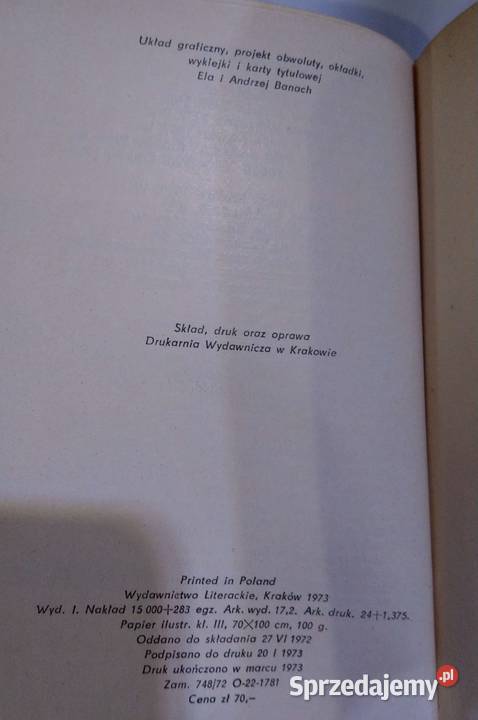 Układ graficzny, projekt obwoluty, okładki,
wyklejki i karty tytułowej
Ela i Andrzej Banach
Skład, druk oraz oprawa
Drukarnia Wydawnicza w Krakowie
Printed in Poland
Wydawnictwo Literackie, Kraków 1973
Wyd. I. Nakład 15 000+283 egz. Ark. wyd. 17,2. Ark. druk. 24+1,375.
Papier ilustr. kl. III, 70×100 cm, 100 g.
Oddano do składania 27 VI 1972
Podpisano do druku 20 I 1973
Druk ukończono w marcu 1973
Zam. 748/72 O-22-1781
Cena zł 70,–
Sprzedajemy.pl